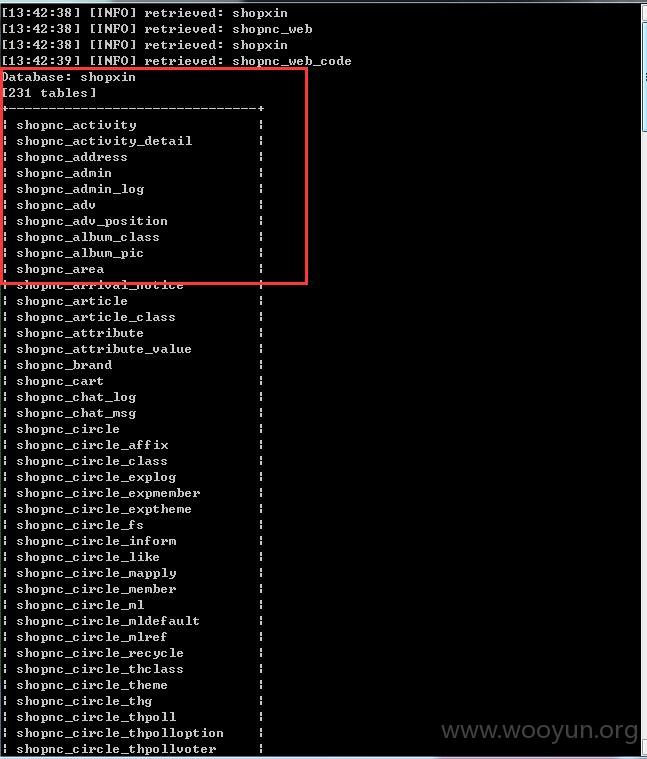 [13:42:38] [INFO] retrieved: shopxin
[13:42:38] [INFO] retrieved: shopnc_web
[13:42:38] [INFO] retrieved: shopxin
[13:42:39] [INFO] retrieved: shopnc_web_code
Database: shopxin
[231 tables]
+--------------------------------+
¦ shopnc_activity ¦
¦ shopnc_activity_detail ¦
¦ shopnc_address ¦
¦ shopnc_admin ¦
¦ shopnc_admin_log ¦
¦ shopnc_adv ¦
¦ shopnc_adv_position ¦
¦ shopnc_album_class ¦
¦ shopnc_album_pic ¦
¦ shopnc_area ¦
¦ shopnc_arrival_notice ¦
¦ shopnc_article ¦
¦ shopnc_article_class ¦
¦ shopnc_attribute ¦
¦ shopnc_attribute_value ¦
¦ shopnc_brand ¦
¦ shopnc_cart ¦
¦ shopnc_chat_log ¦
¦ shopnc_chat_msg ¦
¦ shopnc_circle ¦
¦ shopnc_circle_affix ¦
¦ shopnc_circle_class ¦
¦ shopnc_circle_explog ¦
¦ shopnc_circle_expmember ¦
¦ shopnc_circle_exptheme ¦
¦ shopnc_circle_fs ¦
¦ shopnc_circle_inform ¦
¦ shopnc_circle_like ¦
¦ shopnc_circle_mapply ¦
¦ shopnc_circle_member ¦
¦ shopnc_circle_ml ¦
¦ shopnc_circle_mldefault ¦
¦ shopnc_circle_mlref ¦
¦ shopnc_circle_recycle ¦
¦ shopnc_circle_thclass ¦
¦ shopnc_circle_theme ¦
¦ shopnc_circle_thg ¦
¦ shopnc_circle_thpoll ¦
¦ shopnc_circle_thpolloption ¦
¦ shopnc_circle_thpollvoter ¦
www.wooyun.org